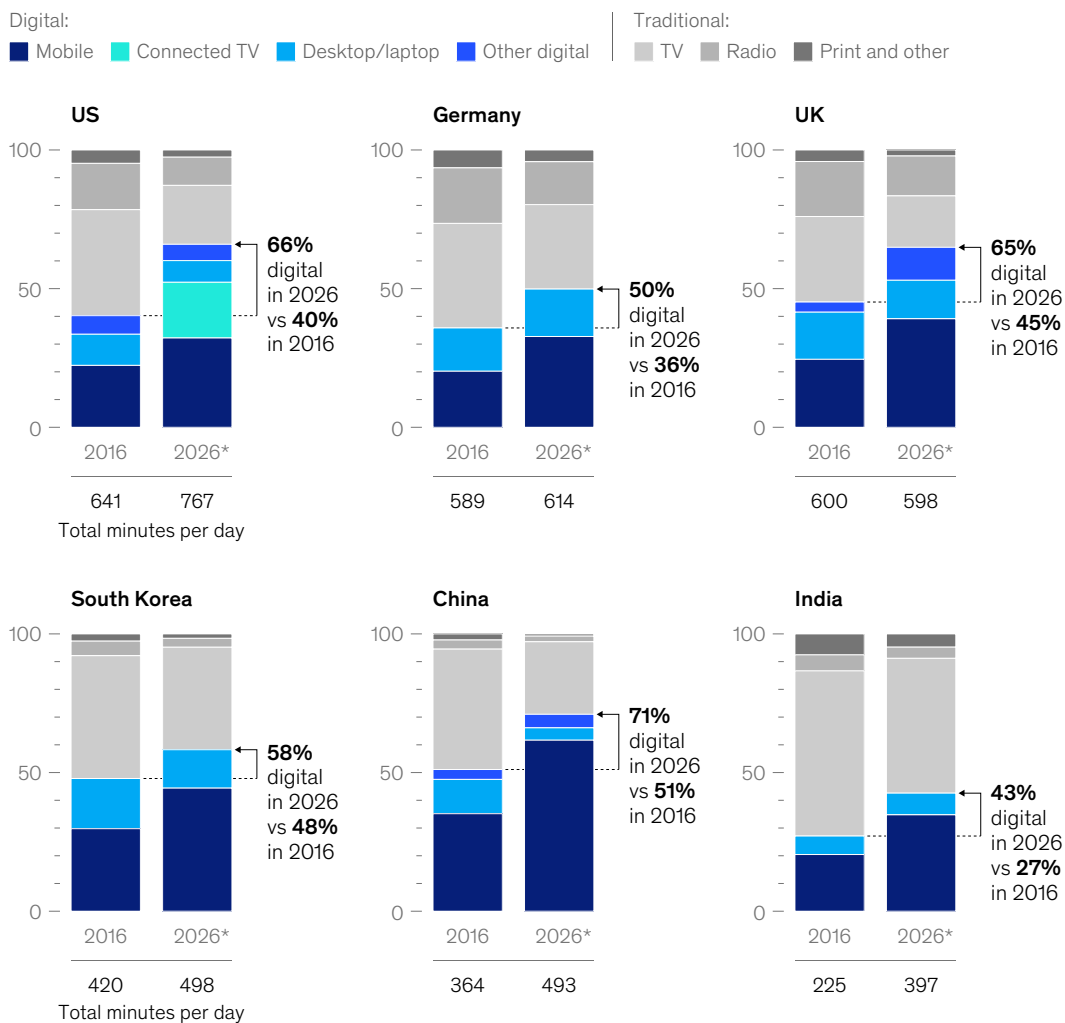 Digital:
Traditional:
Mobile
Connected TV
Desktop/laptop
Other digital
TV
Radio
Print and other
US
100
50
0
66%
digital
in 2026
vs 40%
in 2016
2016
2026*
641
767
Total minutes per day
Germany
100
50
0
50%
digital
in 2026
vs 36%
in 2016
2016
2026*
589
614
UK
100
50
0
65%
digital
in 2026
vs 45%
in 2016
2016
2026*
600
598
South Korea
100
50
0
58%
digital
in 2026
vs 48%
in 2016
2016
2026*
420
498
Total minutes per day
China
100
50
0
71%
digital
in 2026
vs 51%
in 2016
2016
2026*
364
493
India
100
50
0
43%
digital
in 2026
vs 27%
in 2016
2016
2026*
225
397